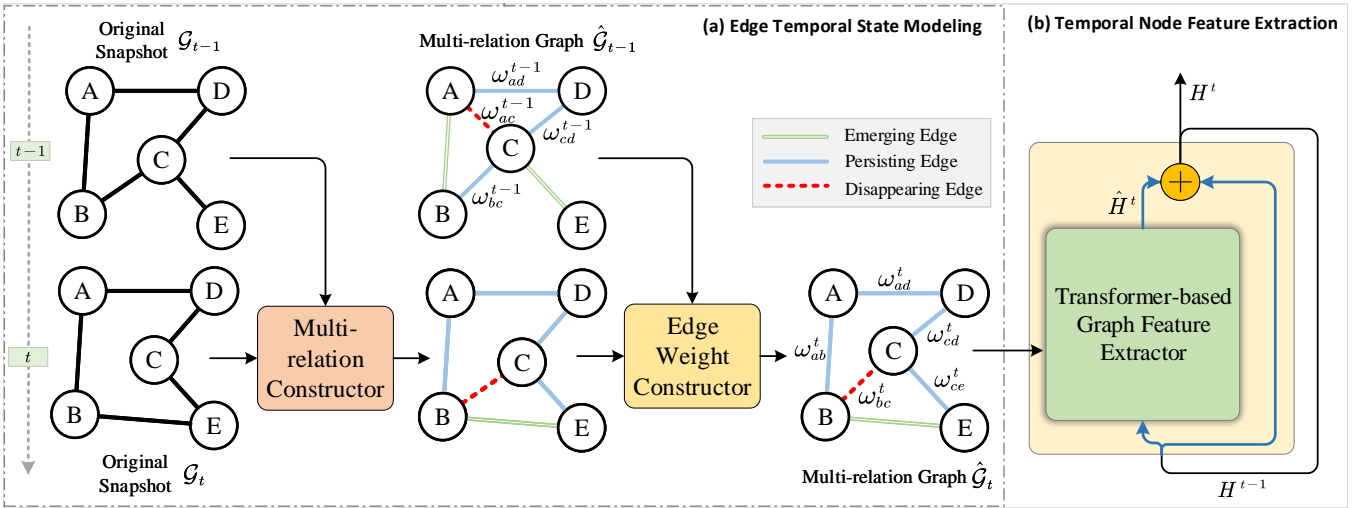 (a) Edge Temporal State Modeling
(b) Temporal Node Feature Extraction
Original
Snapshot 𝒢_{t−1}
A
D
C
B
E
t−1
Multi-relation Graph 𝒢̂_{t−1}
ω_{ad}^{t−1}
A
D
ω_{ac}^{t−1}
ω_{cd}^{t−1}
C
B
ω_{bc}^{t−1}
E
Emerging Edge
Persisting Edge
Disappearing Edge
A
D
C
B
E
t
Original
Snapshot 𝒢_t
Multi-
relation
Constructor
A
D
C
B
E
Edge
Weight
Constructor
A
ω_{ad}^{t}
D
ω_{ab}^{t}
C
ω_{cd}^{t}
ω_{bc}^{t}
ω_{ce}^{t}
B
E
Multi-relation Graph 𝒢̂_t
H^t
+
Ĥ^t
Transformer-based
Graph Feature
Extractor
H^{t−1}